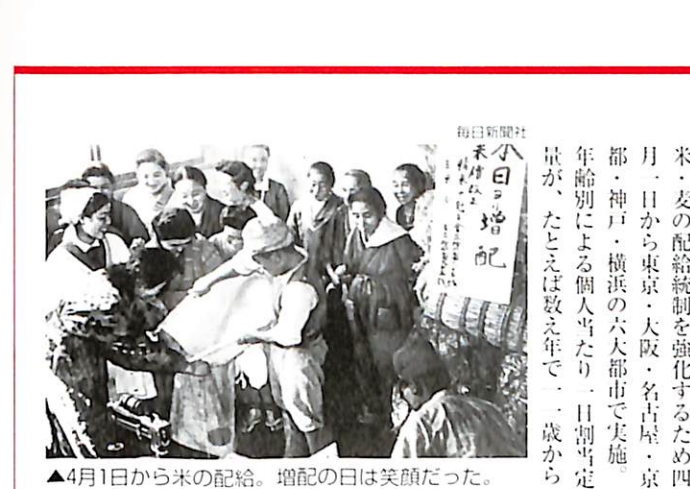 米・麦の配給統制を強化するため四
月一日から東京・大阪・名古屋・京
都・神戸・横浜の六大都市で実施。
年齢別による個人当たり一日割当定
量が、たとえば数え年で一一歳から
毎日新聞社
本日ヨリ増配
▲4月1日から米の配給。増配の日は笑顔だった。